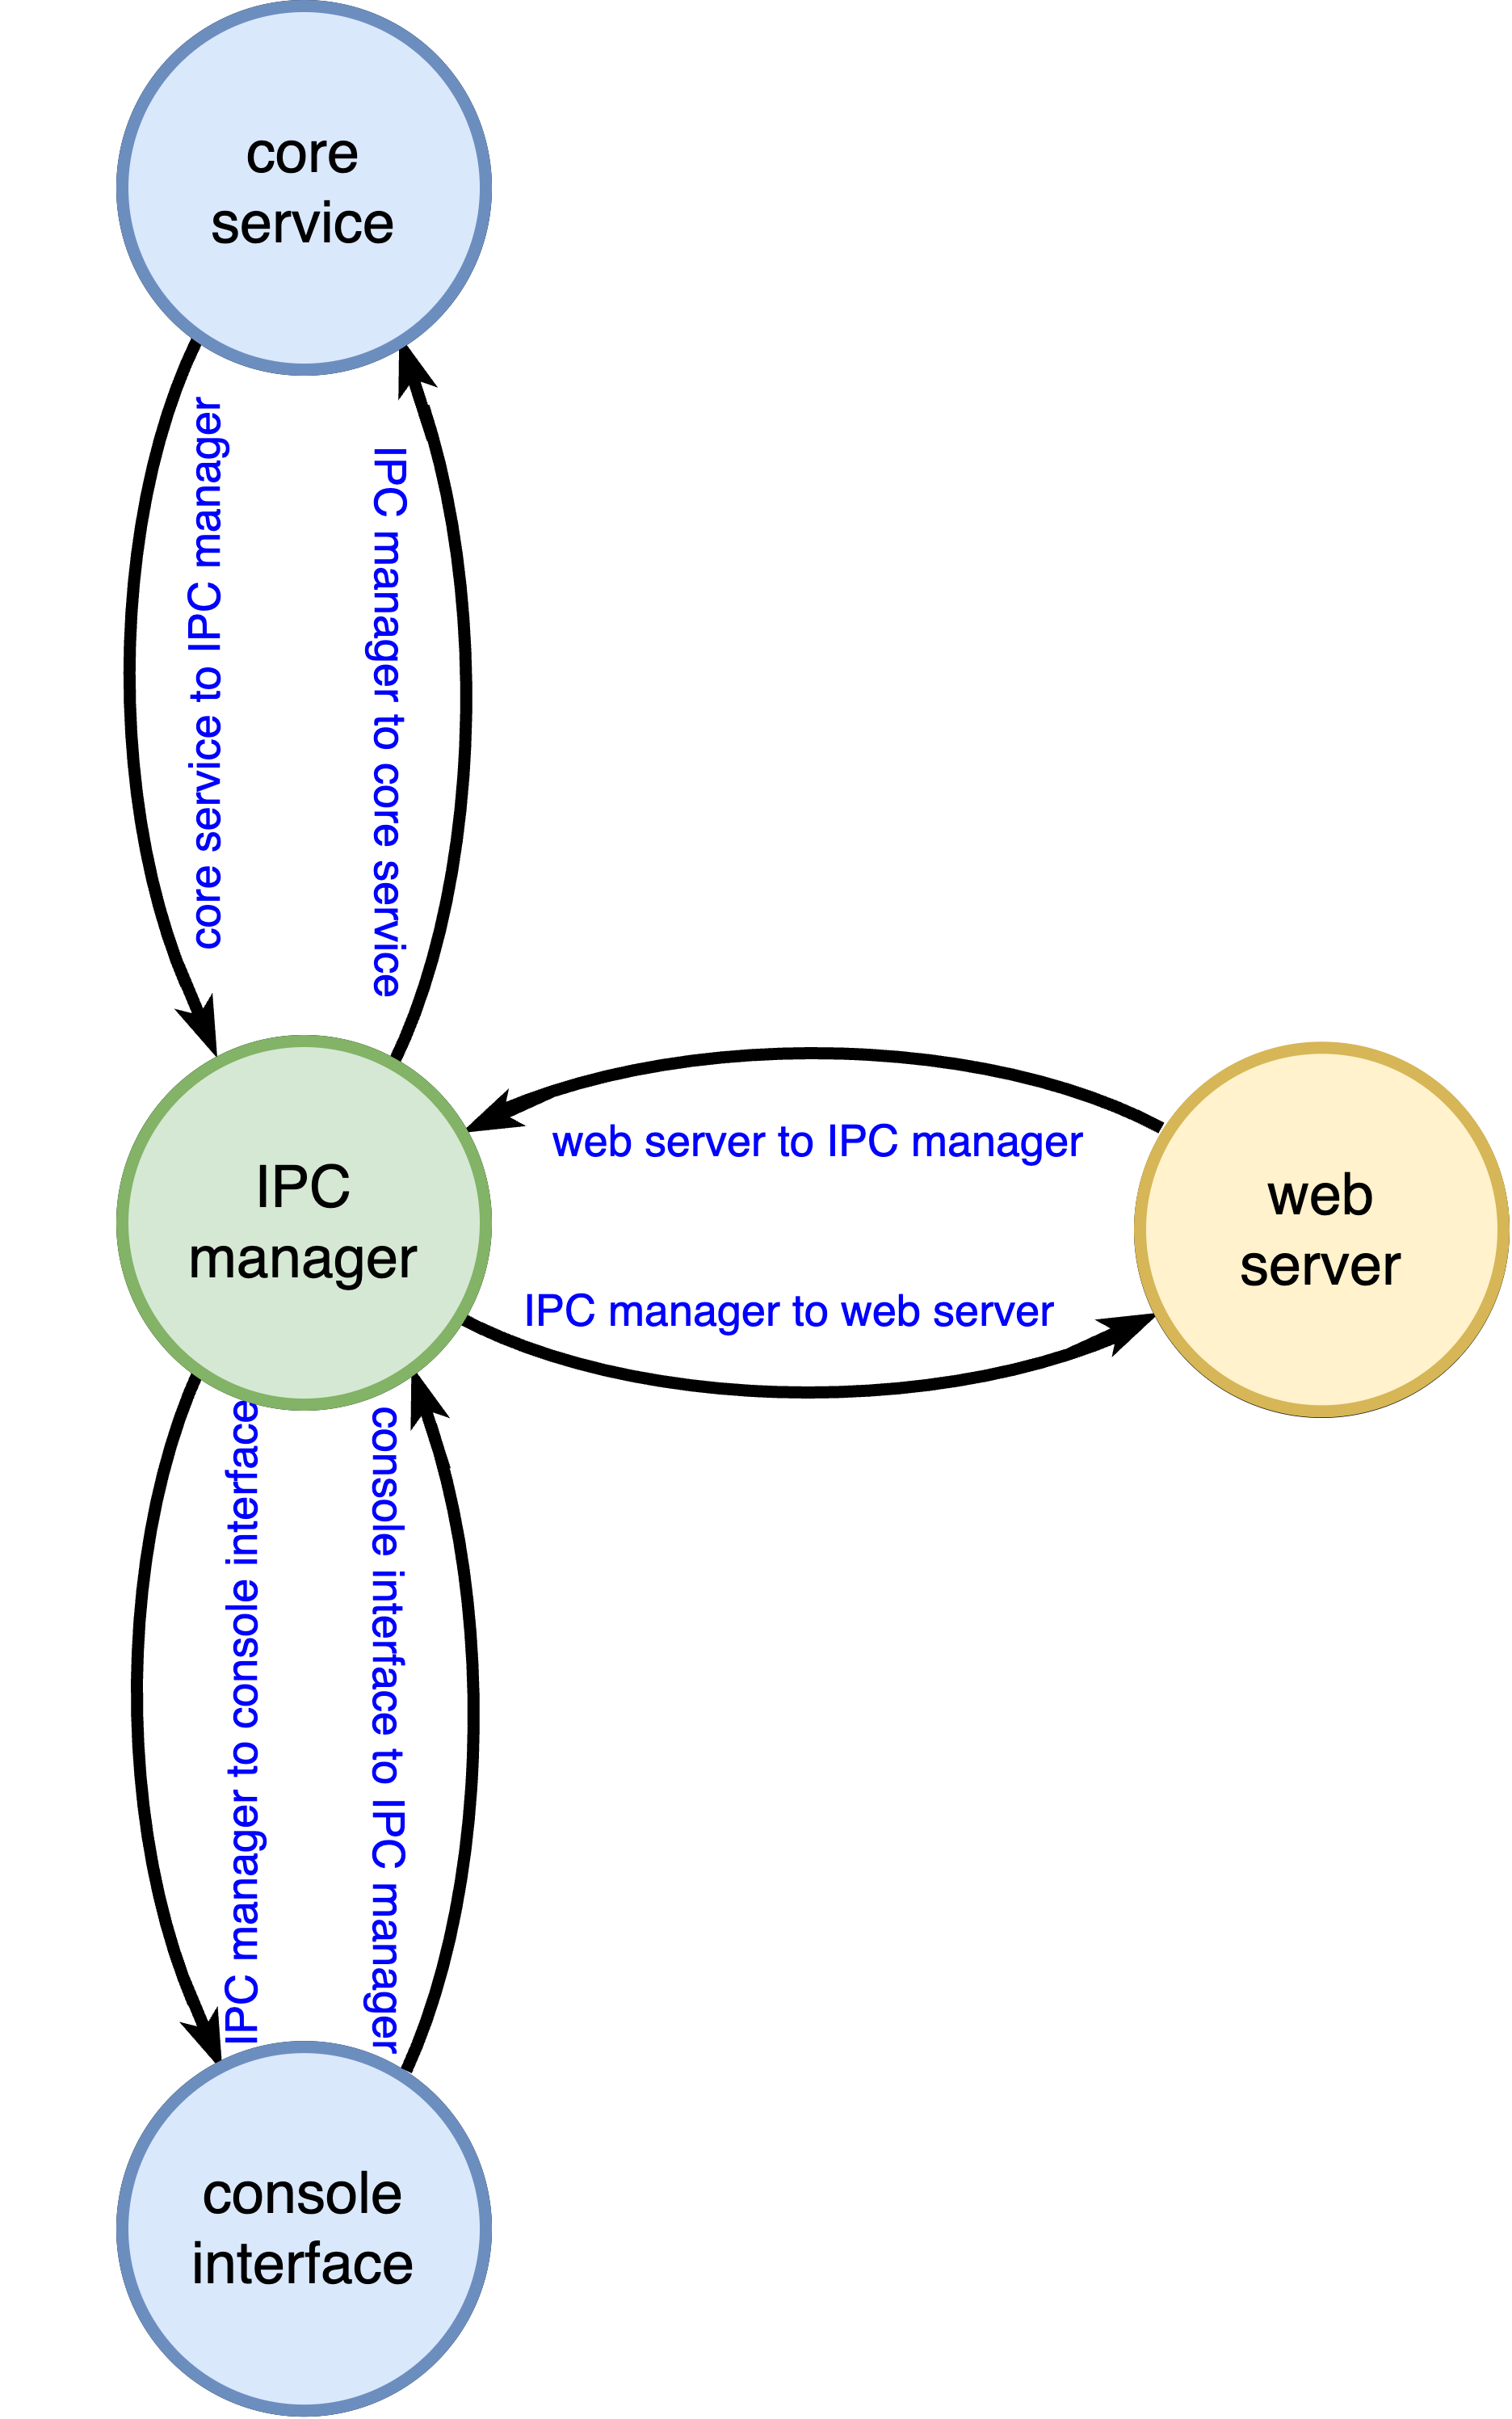 core
service
core service to IPC manager
IPC manager to core service
IPC
manager
web server to IPC manager
IPC manager to web server
web
server
IPC manager to console interface
console interface to IPC manager
console
interface